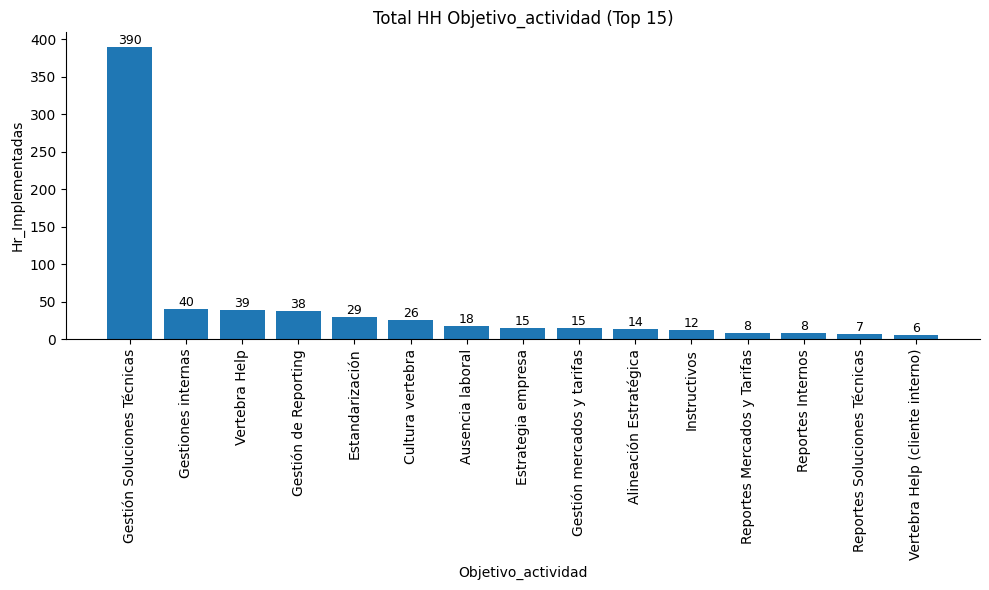 Total HH Objetivo_actividad (Top 15)
Hr_Implementadas
400
350
300
250
200
150
100
50
0
390
40
39
38
29
26
18
15
15
14
12
8
8
7
6
Gestión Soluciones Técnicas
Gestiones internas
Vertebra Help
Gestión de Reporting
Estandarización
Cultura vertebra
Ausencia laboral
Estrategia empresa
Gestión mercados y tarifas
Alineación Estratégica
Instructivos
Reportes Mercados y Tarifas
Reportes Internos
Reportes Soluciones Técnicas
Vertebra Help (cliente interno)
Objetivo_actividad